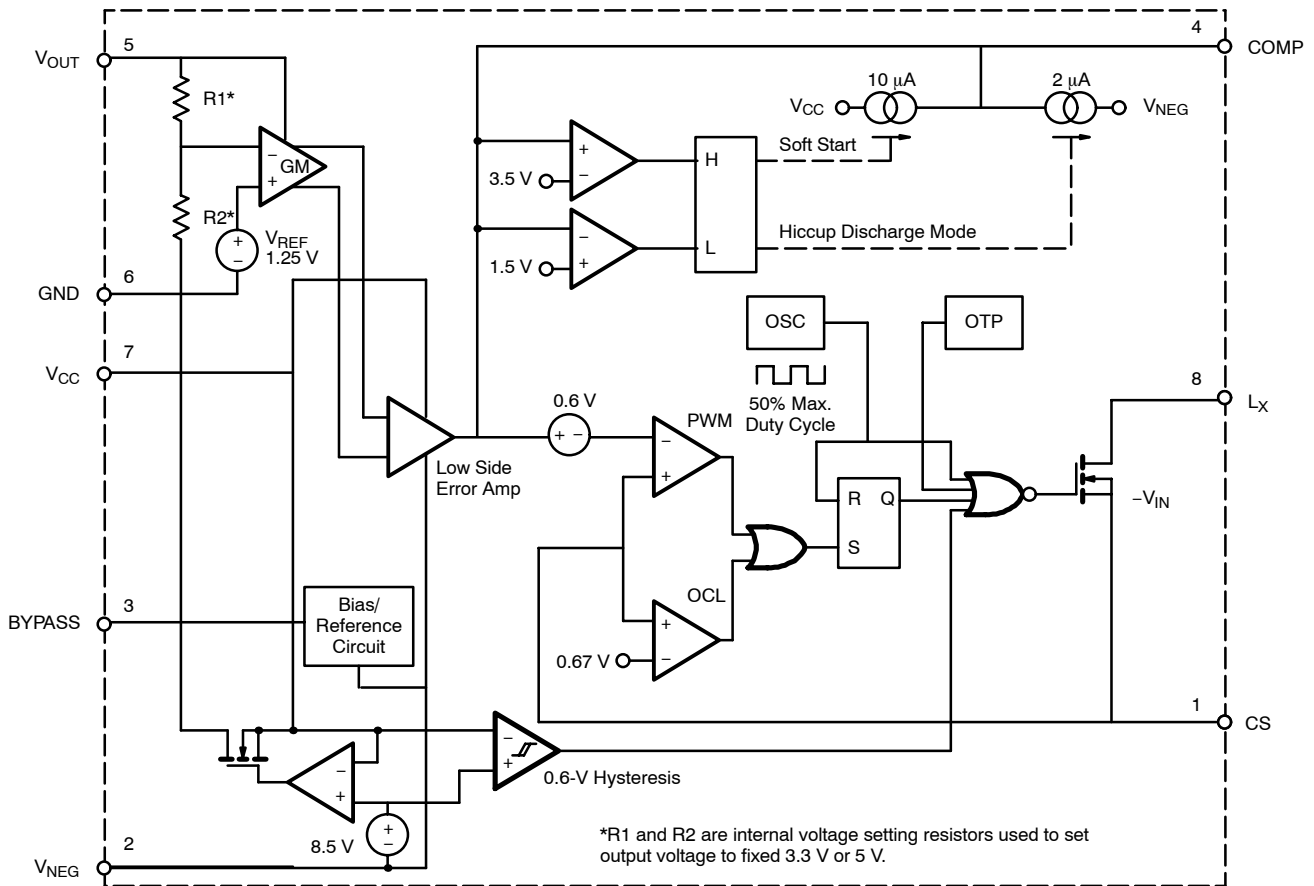 4
COMP
5
VOUT
10 μA
2 μA
R1*
VCC
VNEG
−
GM
+
Soft Start
+
−
H
3.5 V
R2*
VREF
1.25 V
+
−
Hiccup Discharge Mode
−
+
L
1.5 V
6
GND
OSC
OTP
7
VCC
50% Max.
Duty Cycle
8
LX
0.6 V
+ −
PWM
−
+
Low Side
Error Amp
R Q
S
−VIN
3
BYPASS
Bias/
Reference
Circuit
OCL
+
−
0.67 V
1
CS
−
+
0.6-V Hysteresis
−
+
8.5 V
+
−
2
VNEG
*R1 and R2 are internal voltage setting resistors used to set
output voltage to fixed 3.3 V or 5 V.